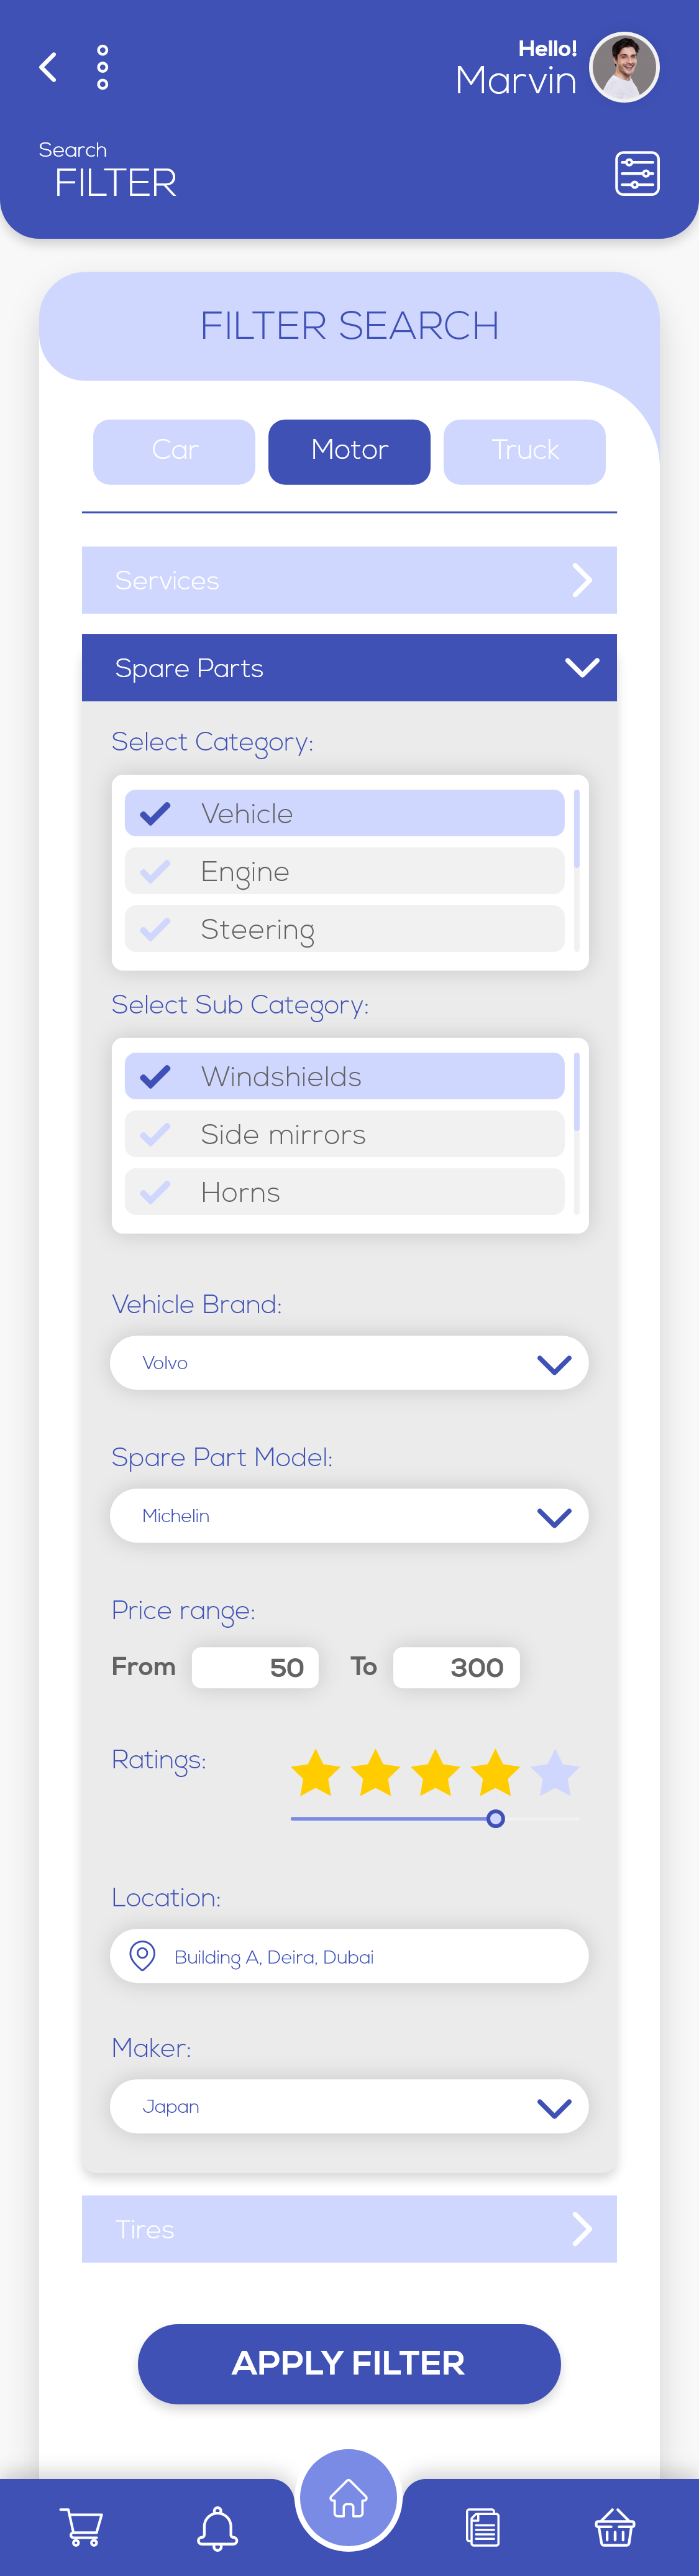 Hello!
Marvin
Search
FILTER
FILTER SEARCH
Car
Motor
Truck
Services
Spare Parts
Select Category:
Vehicle
Engine
Steering
Select Sub Category:
Windshields
Side mirrors
Horns
Vehicle Brand:
Volvo
Spare Part Model:
Michelin
Price range:
From 50 To 300
Ratings:
Location:
Building A, Deira, Dubai
Maker:
Japan
Tires
APPLY FILTER